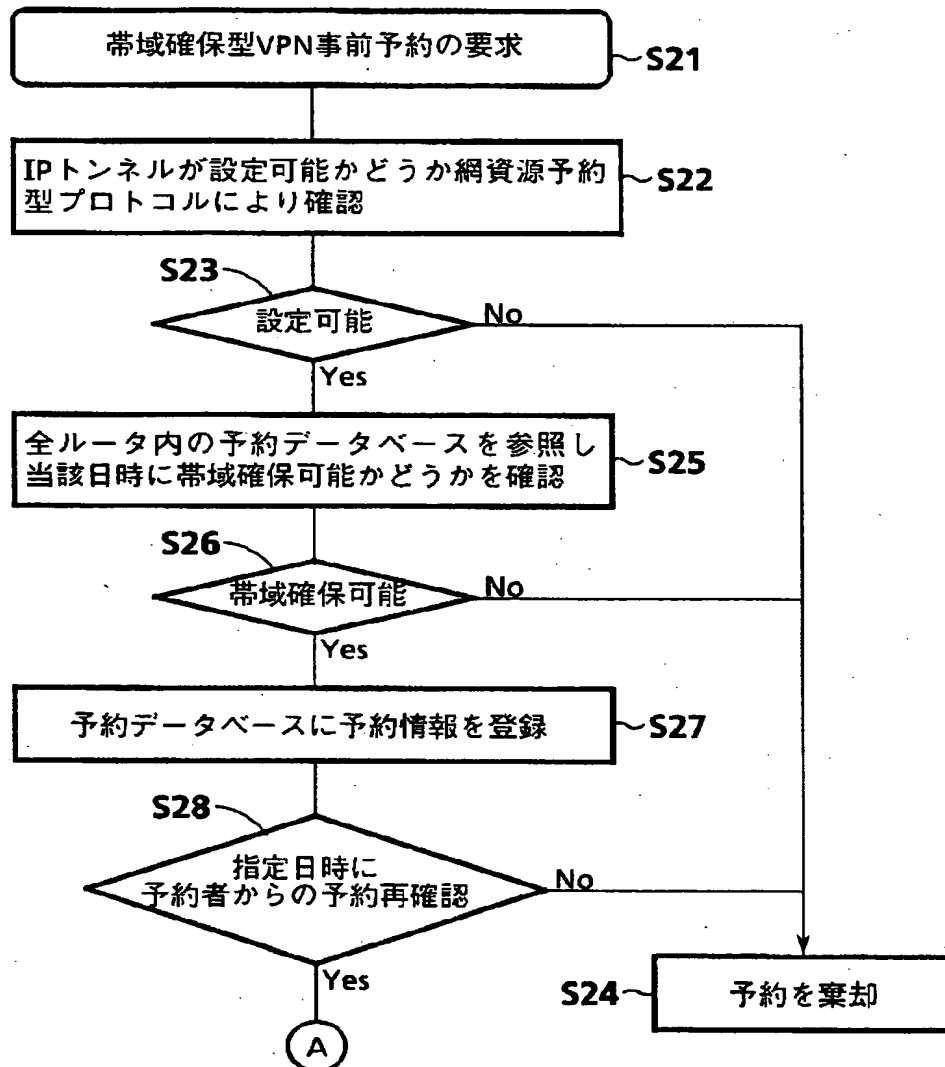 帯域確保型VPN事前予約の要求
S21
IPトンネルが設定可能かどうか網資源予約
型プロトコルにより確認
S22
S23
設定可能
No
Yes
全ルータ内の予約データベースを参照し
当該日時に帯域確保可能かどうかを確認
S25
S26
帯域確保可能
No
Yes
予約データベースに予約情報を登録
S27
S28
指定日時に
予約者からの予約再確認
No
Yes
S24
予約を棄却
A